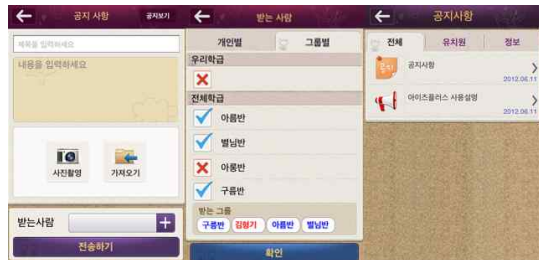 공지 사항
공지보기
제목을 입력하세요
내용을 입력하세요
사진촬영
가져오기
받는사람
전송하기
받는 사람
개인별
그룹별
우리학급
전체학급
아름반
별님반
아롱반
구름반
받는 그룹
구름반 김형기 아름반 별님반
확인
공지사항
전체
유치원
정보
공지
공지사항
2012.06.11
아이즈플러스 사용설명
2012.06.11